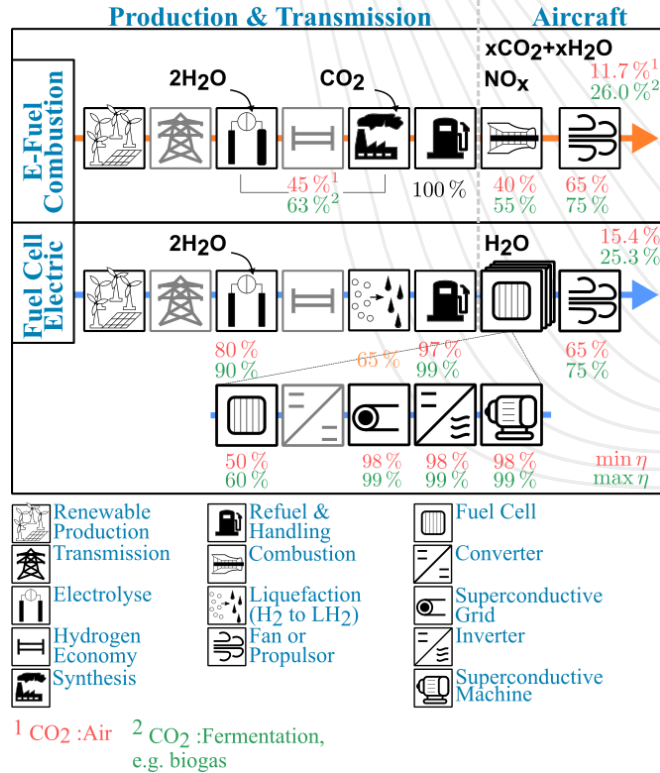 Production & Transmission
Aircraft
xCO2+xH2O
NOx
11.7 %1
26.0 %2
2H2O
CO2
E-Fuel
Combustion
45 %1
63 %2
100 %
40 %
55 %
65 %
75 %
2H2O
H2O
15.4 %
25.3 %
Fuel Cell
Electric
80 %
90 %
65 %
97 %
99 %
65 %
75 %
50 %
60 %
98 %
99 %
98 %
99 %
98 %
99 %
min η
max η
Renewable
Production
Transmission
Electrolyse
Hydrogen
Economy
Synthesis
Refuel &
Handling
Combustion
Liquefaction
(H2 to LH2)
Fan or
Propulsor
Fuel Cell
Converter
Superconductive
Grid
Inverter
Superconductive
Machine
1 CO2 :Air
2 CO2 :Fermentation,
e.g. biogas